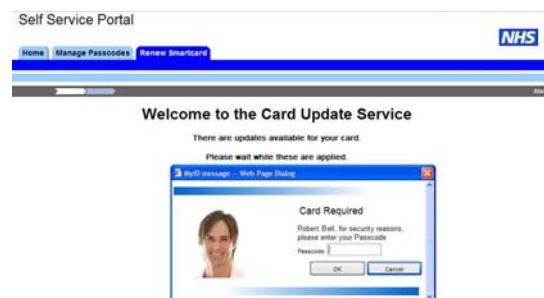 Self Service Portal
NHS
Home Manage Passcodes Renew Smartcard
Welcome to the Card Update Service
There are updates available for your card.
Please wait while these are applied.
MyID message -- Web Page Dialog
Card Required
Robert Bell, for security reasons,
please enter your Passcode
Passcode:
OK Cancel